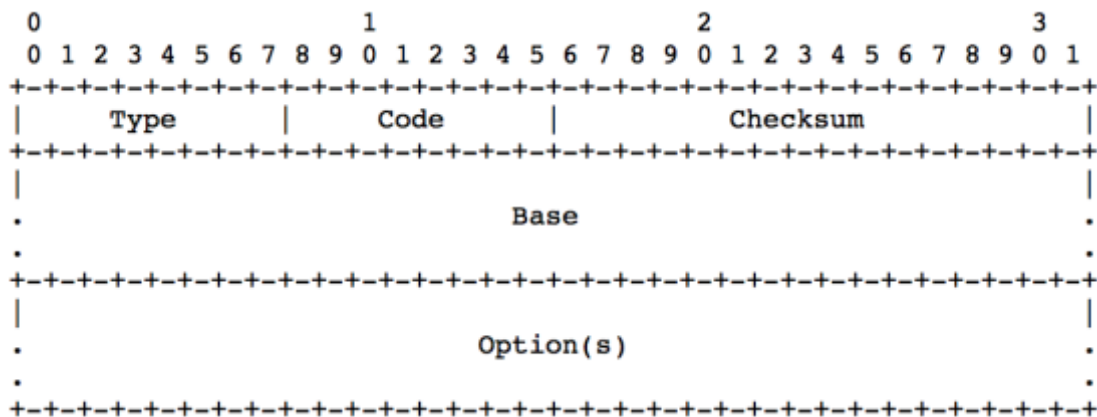 0                   1                   2                   3
0 1 2 3 4 5 6 7 8 9 0 1 2 3 4 5 6 7 8 9 0 1 2 3 4 5 6 7 8 9 0 1
+-+-+-+-+-+-+-+-+-+-+-+-+-+-+-+-+-+-+-+-+-+-+-+-+-+-+-+-+-+-+-+-+
|     Type      |     Code      |          Checksum             |
+-+-+-+-+-+-+-+-+-+-+-+-+-+-+-+-+-+-+-+-+-+-+-+-+-+-+-+-+-+-+-+-+
|                                                               |
.                             Base                              .
.                                                               .
+-+-+-+-+-+-+-+-+-+-+-+-+-+-+-+-+-+-+-+-+-+-+-+-+-+-+-+-+-+-+-+-+
|                                                               |
.                           Option(s)                           .
.                                                               .
+-+-+-+-+-+-+-+-+-+-+-+-+-+-+-+-+-+-+-+-+-+-+-+-+-+-+-+-+-+-+-+-+